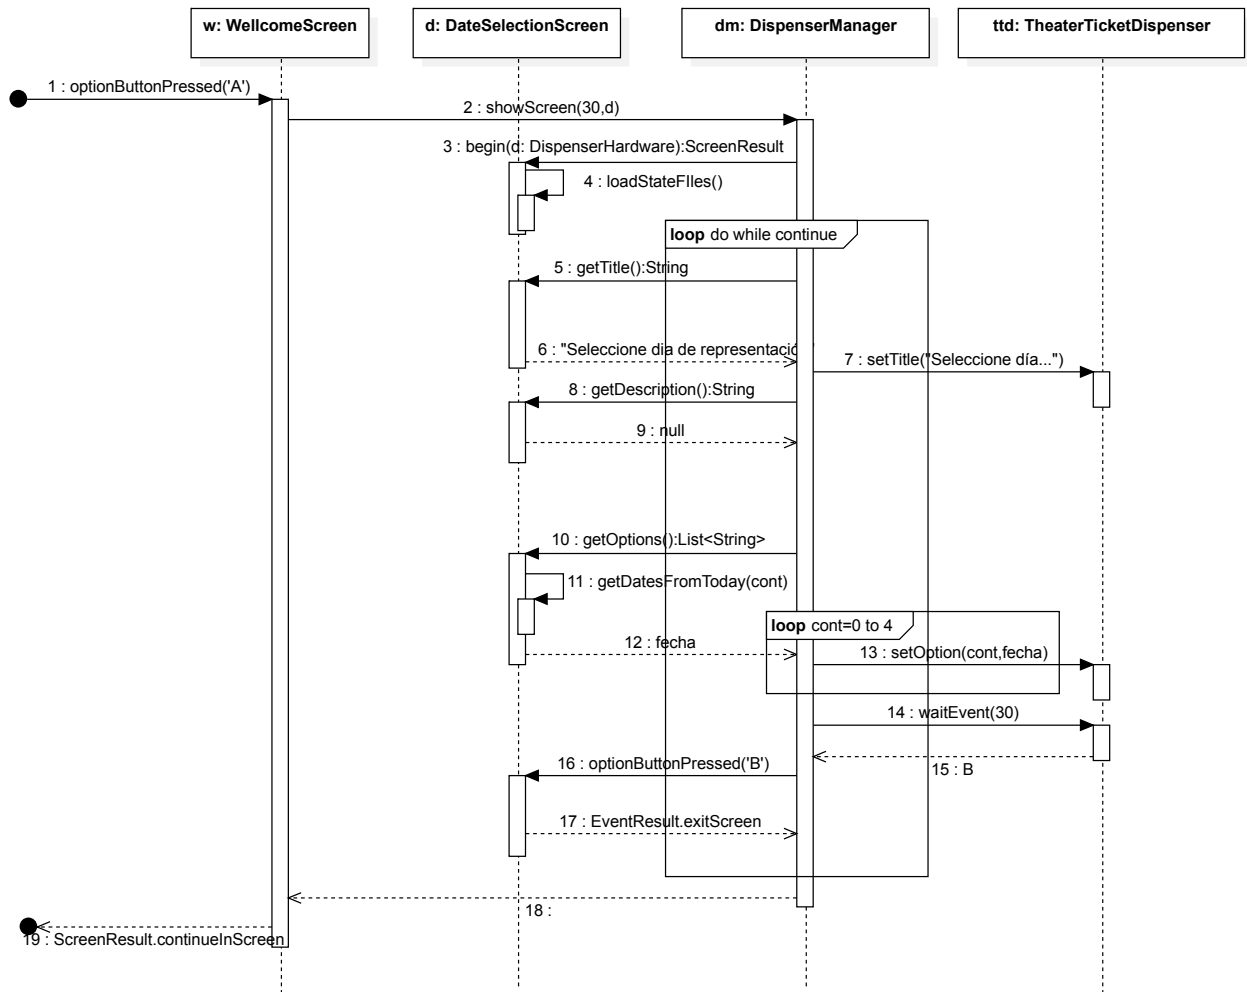 w: WellcomeScreen
d: DateSelectionScreen
dm: DispenserManager
ttd: TheaterTicketDispenser
1 : optionButtonPressed('A')
2 : showScreen(30,d)
3 : begin(d: DispenserHardware):ScreenResult
4 : loadStateFIles()
loop do while continue
5 : getTitle():String
6 : "Seleccione dia de representació
7 : setTitle("Seleccione día...")
8 : getDescription():String
9 : null
10 : getOptions():List<String>
11 : getDatesFromToday(cont)
loop cont=0 to 4
12 : fecha
13 : setOption(cont,fecha)
14 : waitEvent(30)
15 : B
16 : optionButtonPressed('B')
17 : EventResult.exitScreen
18 :
19 : ScreenResult.continueInScreen